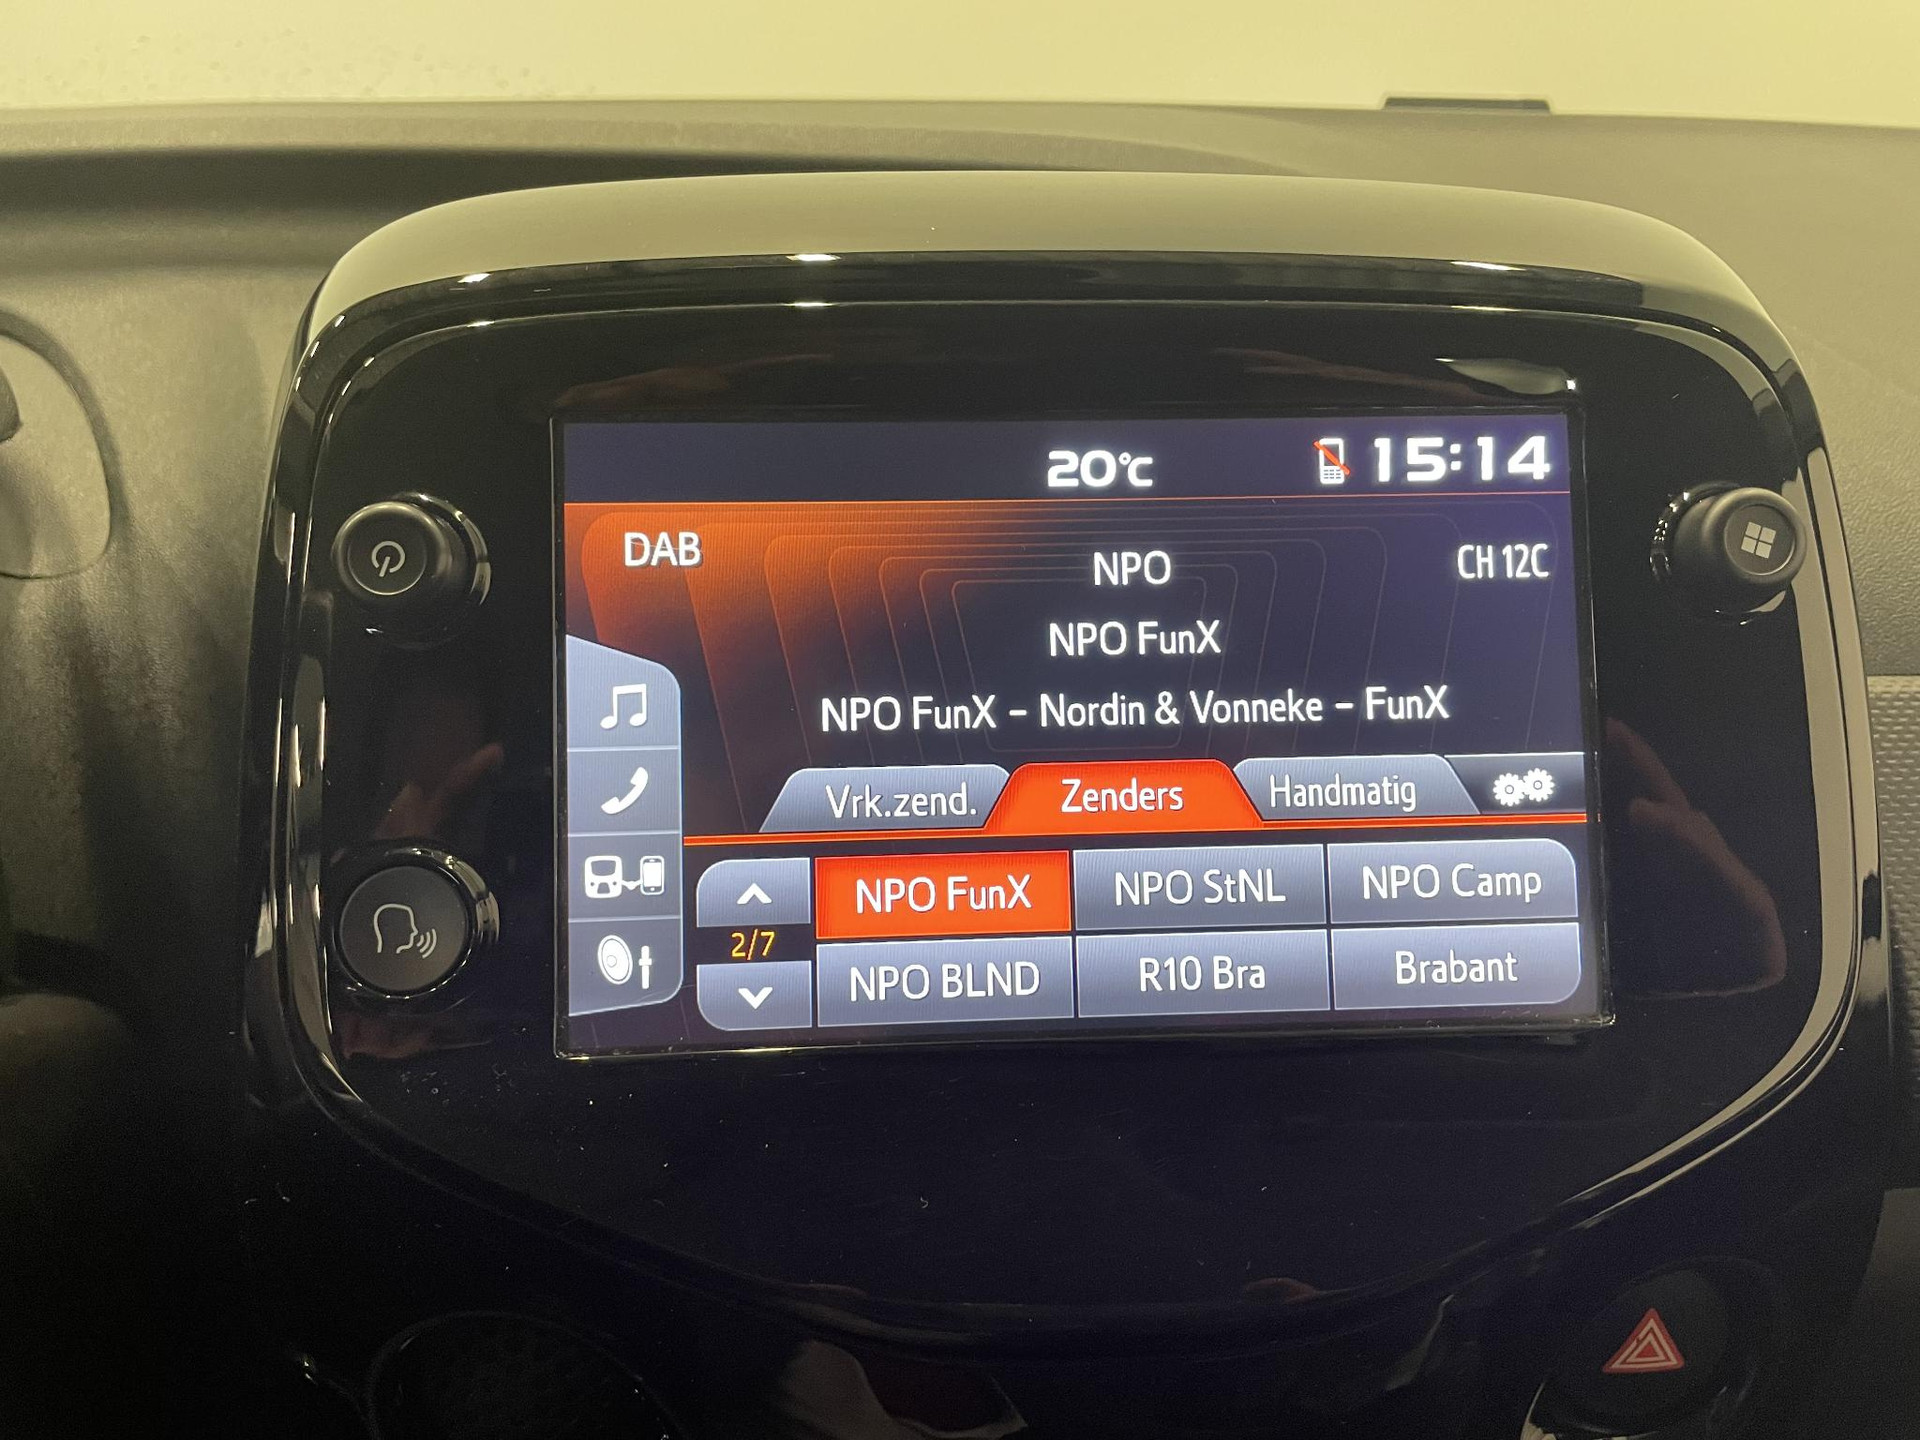 20°C 15:14
DAB
NPO
CH 12C
NPO FunX
NPO FunX - Nordin & Vonneke - FunX
Vrk.zend. Zenders Handmatig
NPO FunX NPO StNL NPO Camp
2/7
NPO BLND R10 Bra Brabant